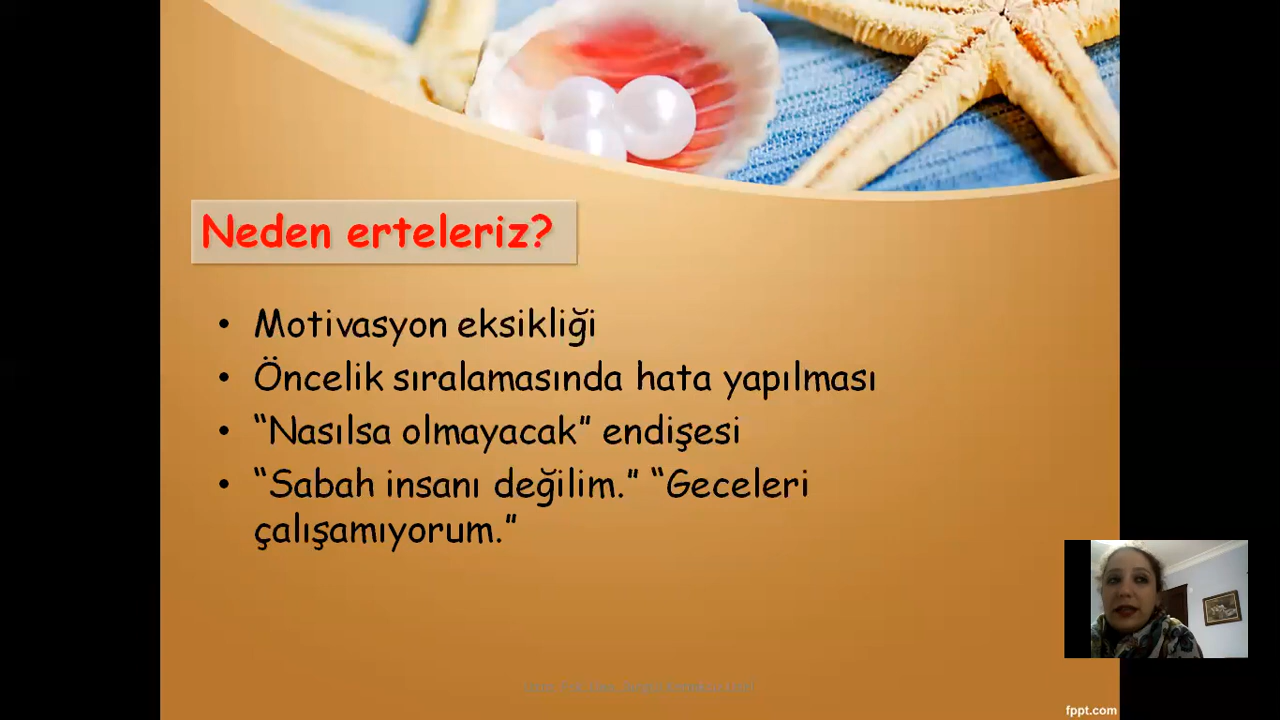 Neden erteleriz?
• Motivasyon eksikliği
• Öncelik sıralamasında hata yapılması
• “Nasılsa olmayacak” endişesi
• “Sabah insanı değilim.” “Geceleri
çalışamıyorum.”
fppt.com